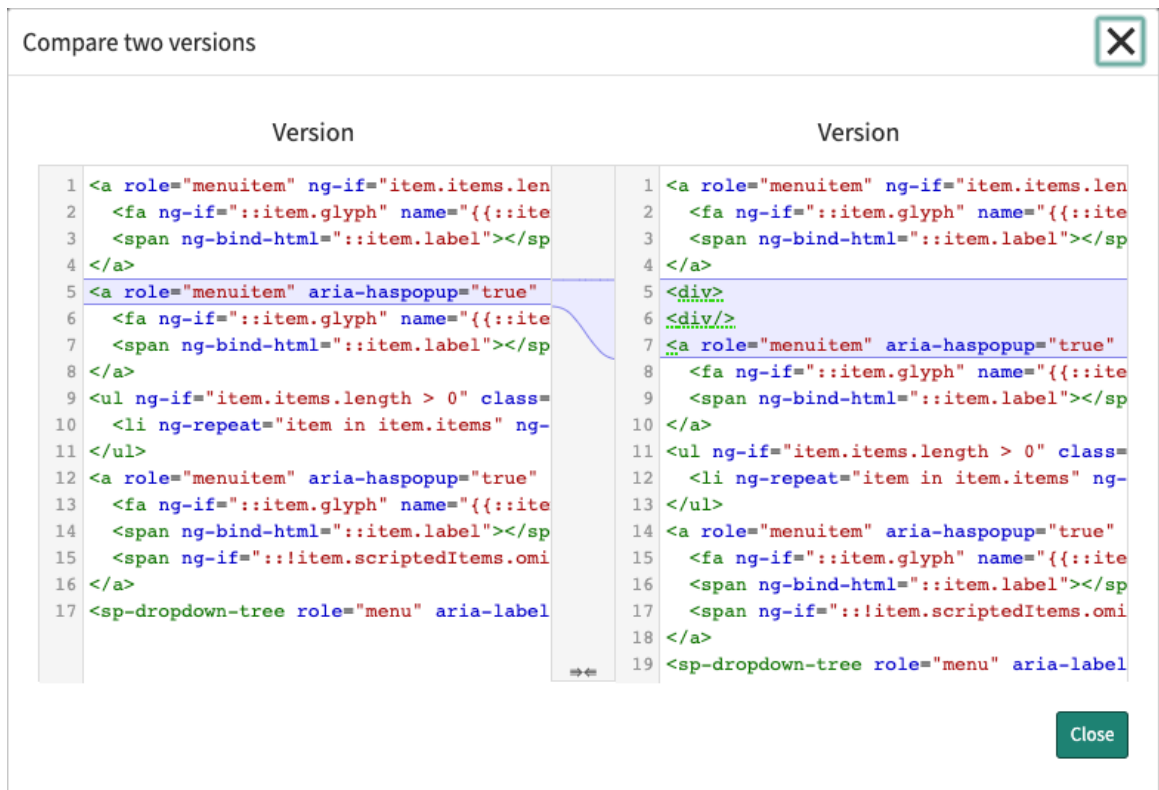 Compare two versions
Version
1 <a role="menuitem" ng-if="item.items.len
2 <fa ng-if="::item.glyph" name="{{::ite
3 <span ng-bind-html="::item.label"></sp
4 </a>
5 <a role="menuitem" aria-haspopup="true"
6 <fa ng-if="::item.glyph" name="{{::ite
7 <span ng-bind-html="::item.label"></sp
8 </a>
9 <ul ng-if="item.items.length > 0" class=
10 <li ng-repeat="item in item.items" ng-
11 </ul>
12 <a role="menuitem" aria-haspopup="true"
13 <fa ng-if="::item.glyph" name="{{::ite
14 <span ng-bind-html="::item.label"></sp
15 <span ng-if="::!item.scriptedItems.omi
16 </a>
17 <sp-dropdown-tree role="menu" aria-label
Version
1 <a role="menuitem" ng-if="item.items.len
2 <fa ng-if="::item.glyph" name="{{::ite
3 <span ng-bind-html="::item.label"></sp
4 </a>
5 <div>
6 <div/>
7 <a role="menuitem" aria-haspopup="true"
8 <fa ng-if="::item.glyph" name="{{::ite
9 <span ng-bind-html="::item.label"></sp
10 </a>
11 <ul ng-if="item.items.length > 0" class=
12 <li ng-repeat="item in item.items" ng-
13 </ul>
14 <a role="menuitem" aria-haspopup="true"
15 <fa ng-if="::item.glyph" name="{{::ite
16 <span ng-bind-html="::item.label"></sp
17 <span ng-if="::!item.scriptedItems.omi
18 </a>
19 <sp-dropdown-tree role="menu" aria-label
Close